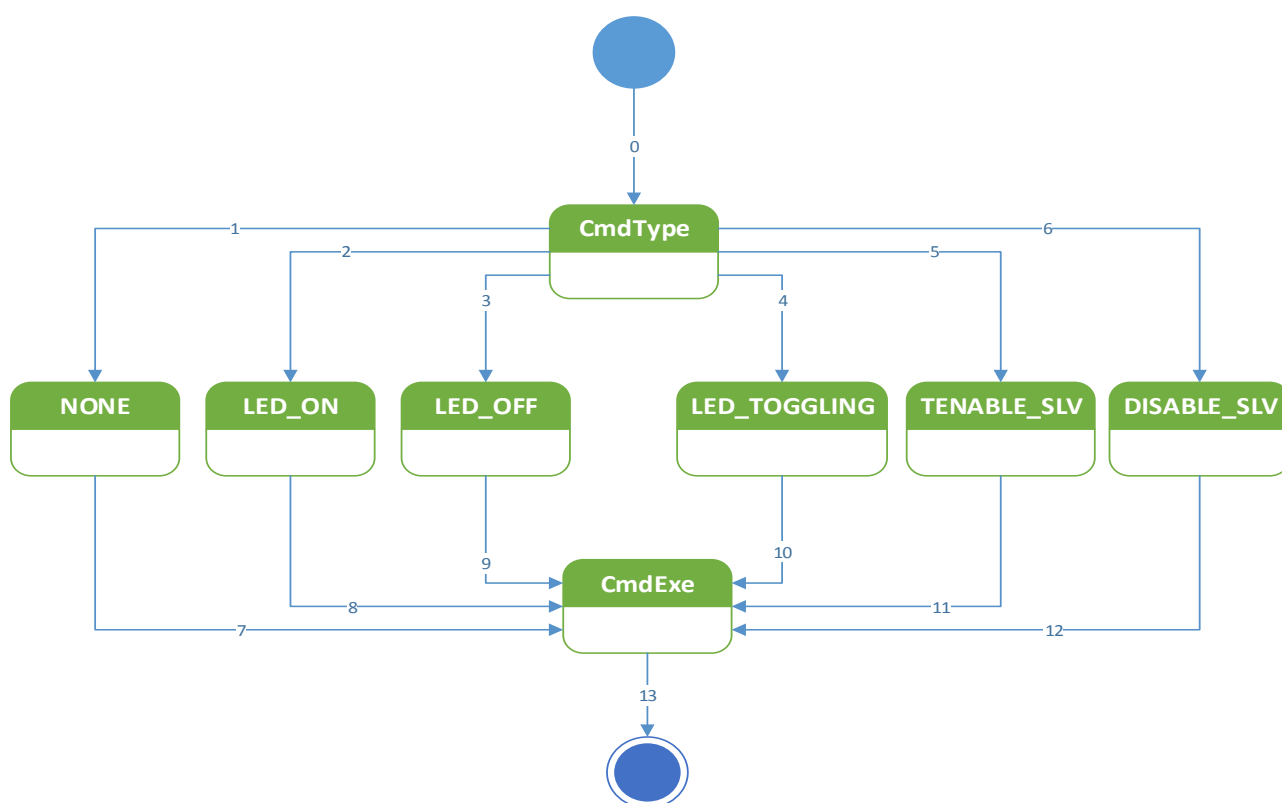 0
CmdType
1
6
2
5
3
4
NONE
LED_ON
LED_OFF
LED_TOGGLING
TENABLE_SLV
DISABLE_SLV
9
10
CmdExe
8
11
7
12
13